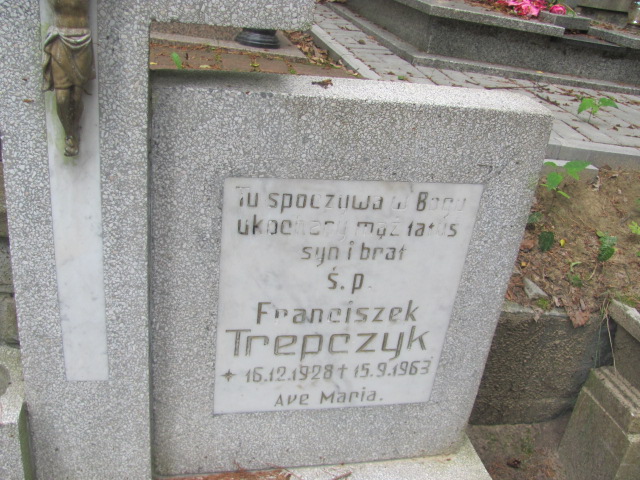 Tu spoczywa w Bogu
ukochany mąż tatuś
syn i brat
ś.p.
Franciszek
Trepczyk
+ 16.12.1928 † 15.9.1963
Ave Maria.